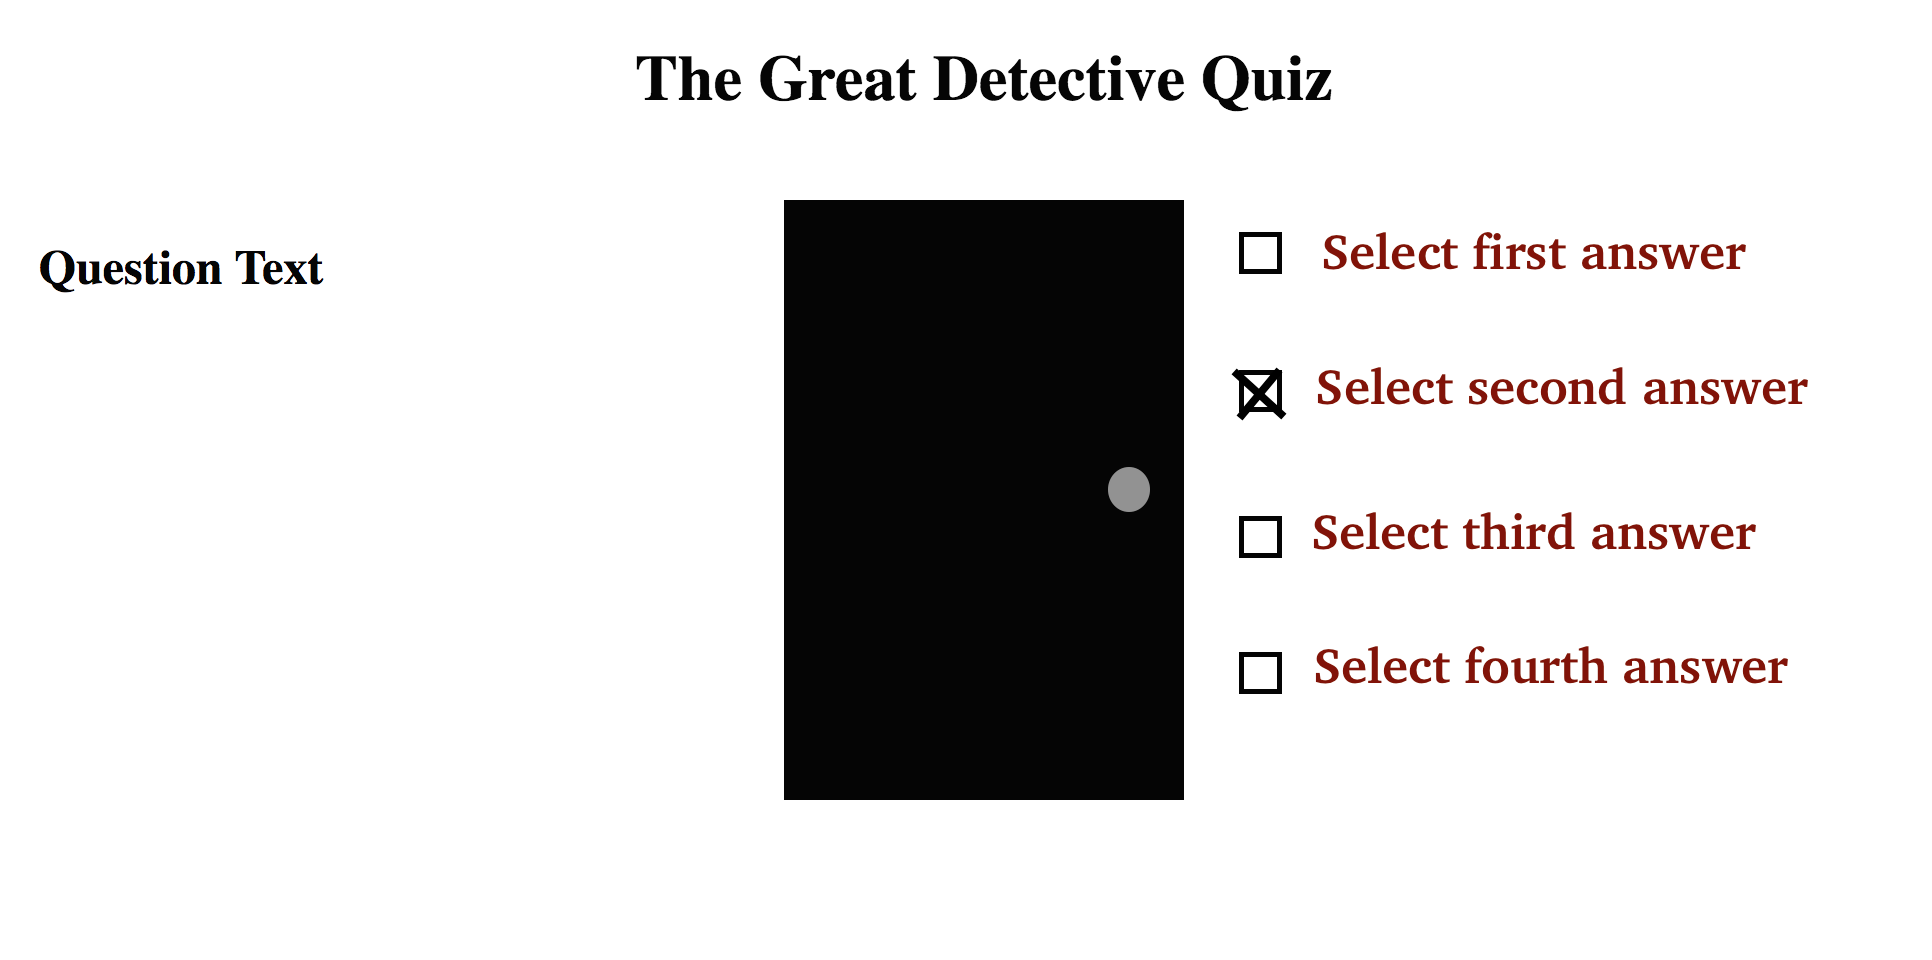 The Great Detective Quiz
Question Text
Select first answer
Select second answer
Select third answer
Select fourth answer